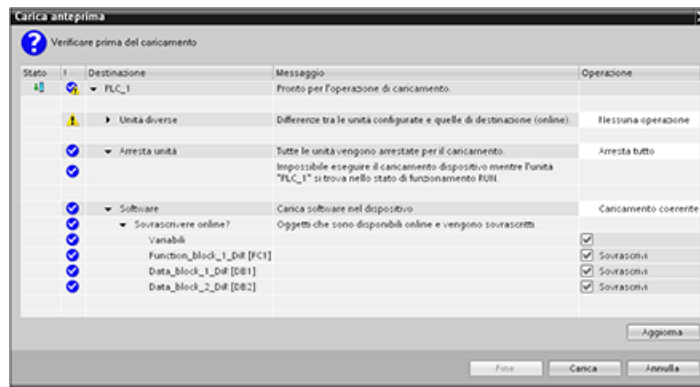 Carica anteprima
Verificare prima del caricamento
Stato ! Destinazione Messaggio Operazione
PLC_1 Pronto per l'operazione di caricamento.
Unità diverse Differenze tra le unità configurate e quelle di destinazione (online). Nessuna operazione
Arresta unità Tutte le unità vengono arrestate per il caricamento. Arresta tutto
Impossibile eseguire il caricamento dispositivo mentre l'unità
"PLC_1" si trova nello stato di funzionamento RUN.
Software Carica software nel dispositivo Caricamento coerente
Sovrascrivere online? Oggetti che sono disponibili online e vengono sovrascritti.
Variabili
Function_block_1_DiI [FC1] Sovrascrivi
Data_block_1_DiI [DB1] Sovrascrivi
Data_block_2_DiI [DB2] Sovrascrivi
Aggiorna
Fine Carica Annulla